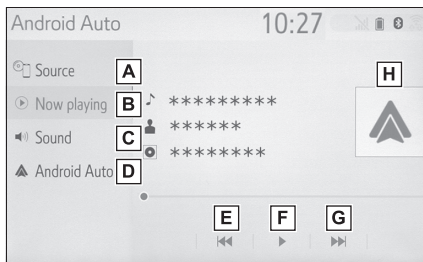 Android Auto 10:27
H
Source A
Now playing B *********
Sound C ******
Android Auto D ********
E F G